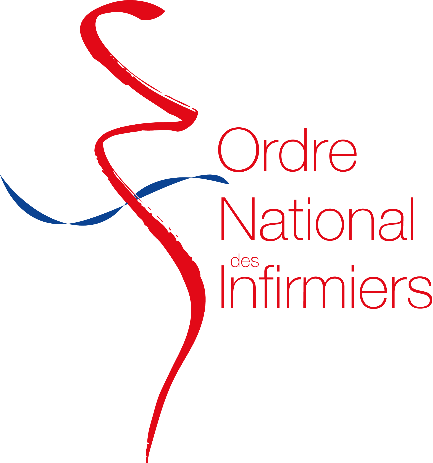 Ordre
National
des
Infirmiers